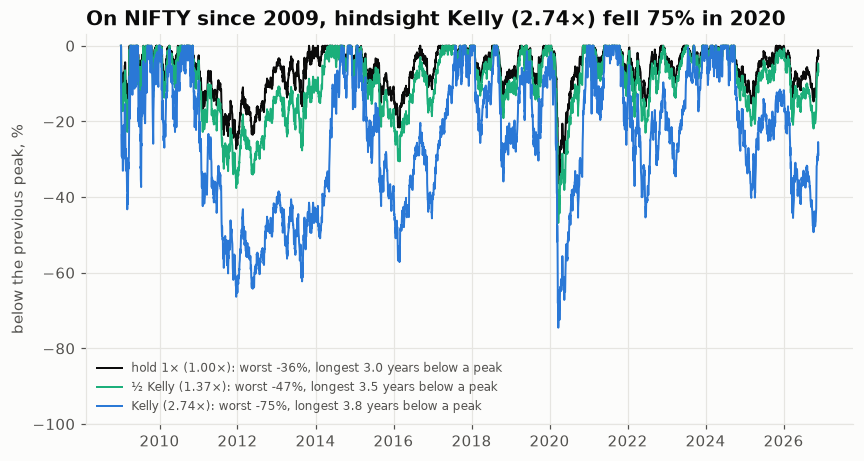 On NIFTY since 2009, hindsight Kelly (2.74×) fell 75% in 2020
below the previous peak, %
0
−20
−40
−60
−80
−100
hold 1× (1.00×): worst -36%, longest 3.0 years below a peak
½ Kelly (1.37×): worst -47%, longest 3.5 years below a peak
Kelly (2.74×): worst -75%, longest 3.8 years below a peak
2010 2012 2014 2016 2018 2020 2022 2024 2026